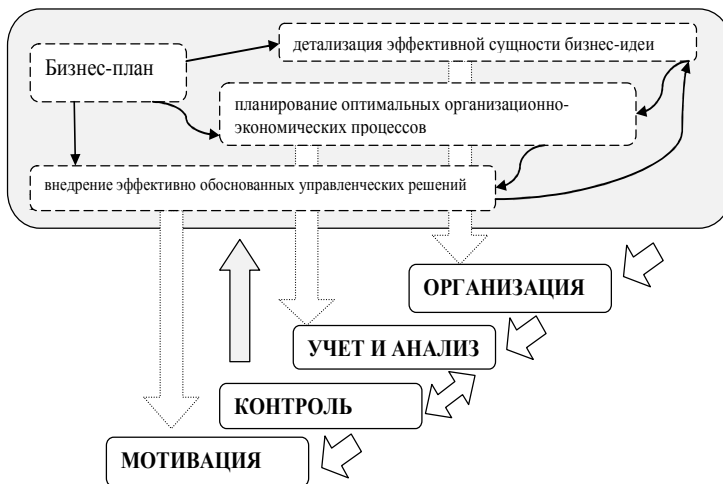 детализация эффективной сущности бизнес-идеи
Бизнес-план
планирование оптимальных организационно-
экономических процессов
внедрение эффективно обоснованных управленческих решений
ОРГАНИЗАЦИЯ
УЧЕТ И АНАЛИЗ
КОНТРОЛЬ
МОТИВАЦИЯ